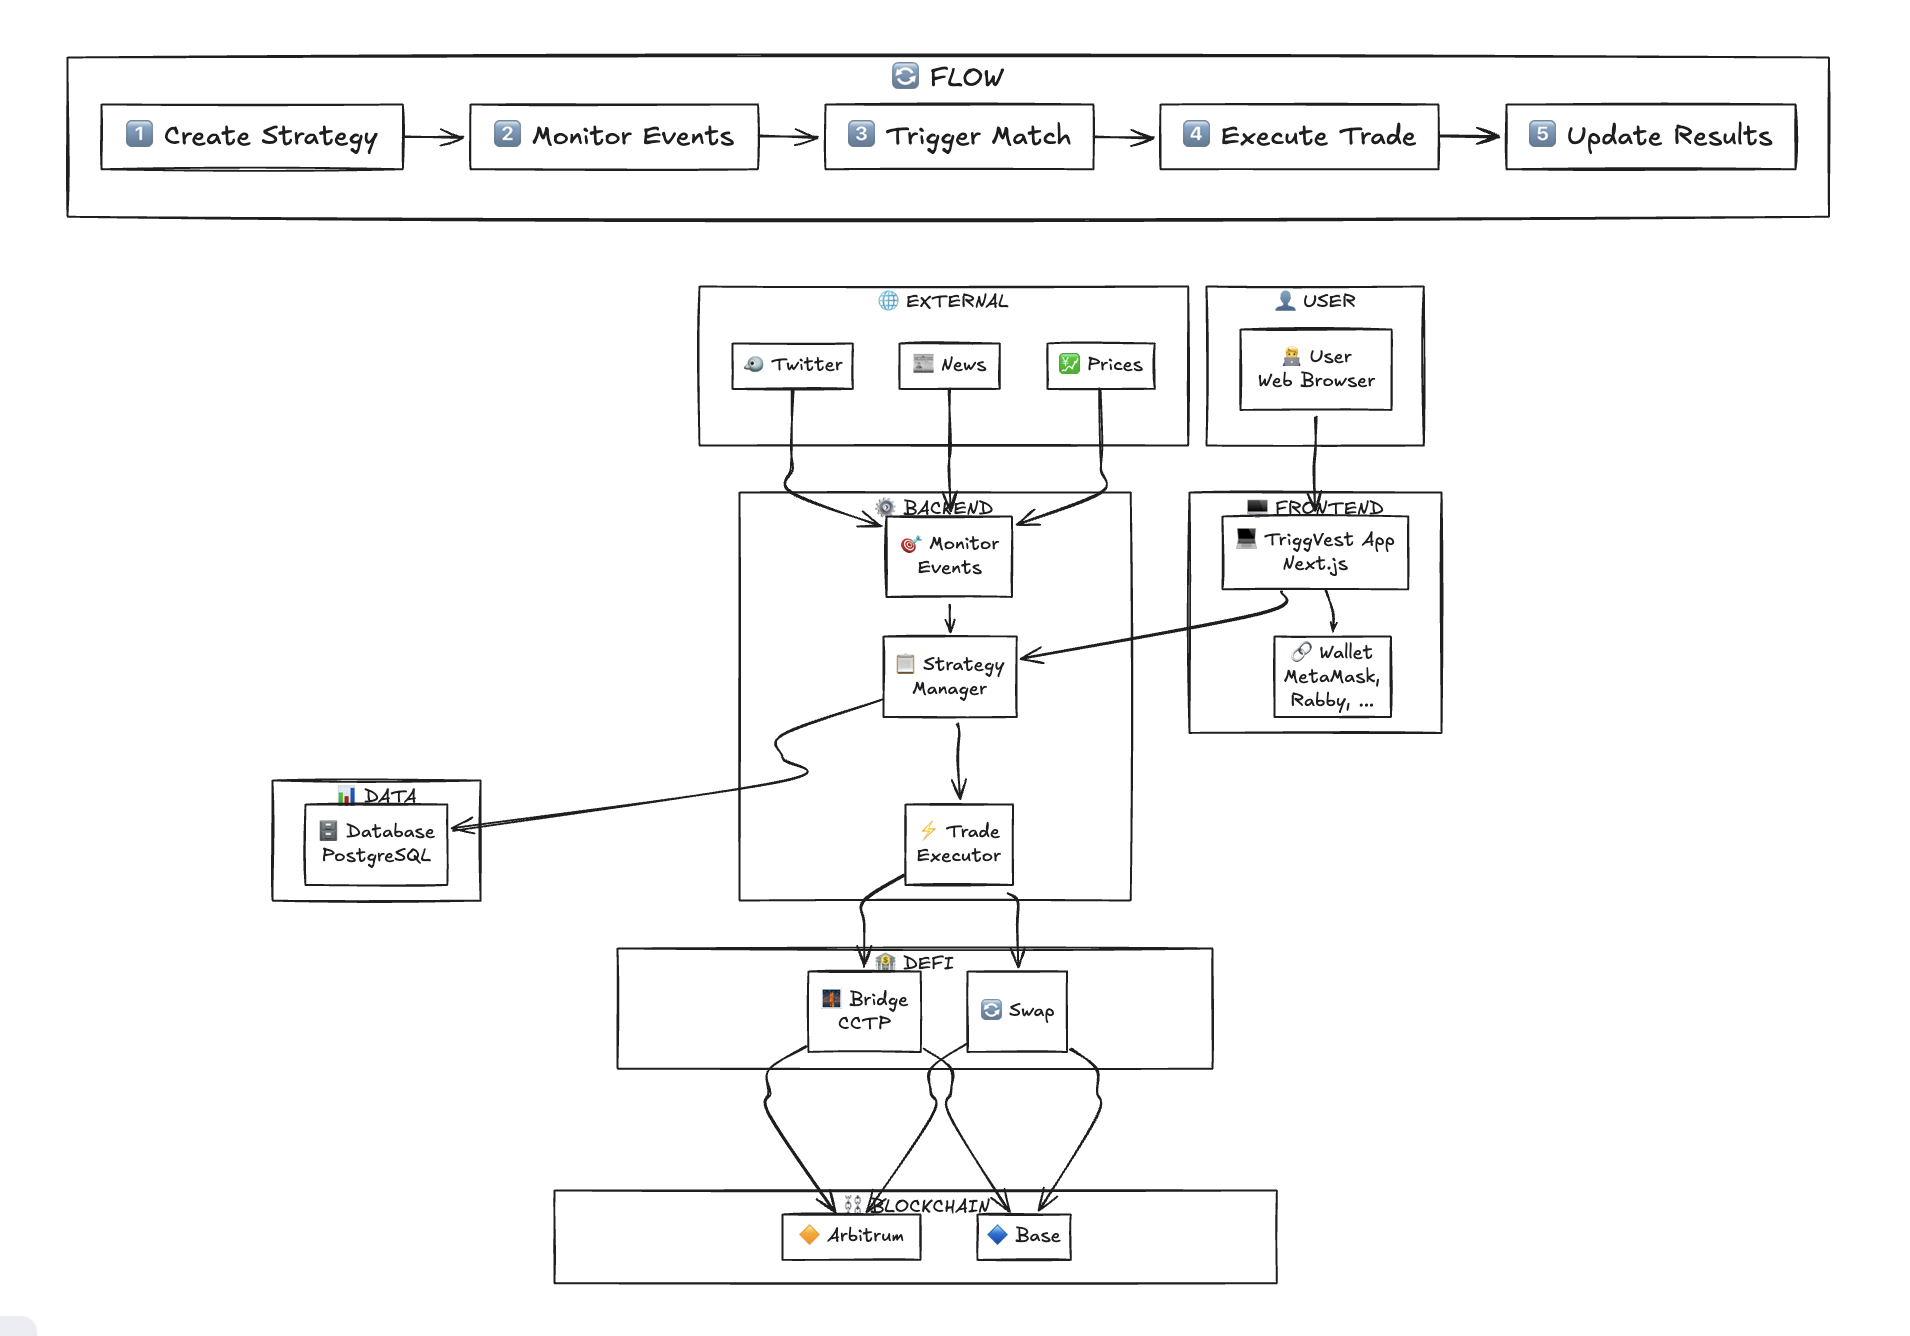 FLOW
1 Create Strategy
2 Monitor Events
3 Trigger Match
4 Execute Trade
5 Update Results
EXTERNAL
Twitter
News
Prices
USER
User
Web Browser
BACKEND
Monitor
Events
Strategy
Manager
Trade
Executor
FRONTEND
TriggVest App
Next.js
Wallet
MetaMask,
Rabby, ...
DATA
Database
PostgreSQL
DEFI
Bridge
CCTP
Swap
BLOCKCHAIN
Arbitrum
Base